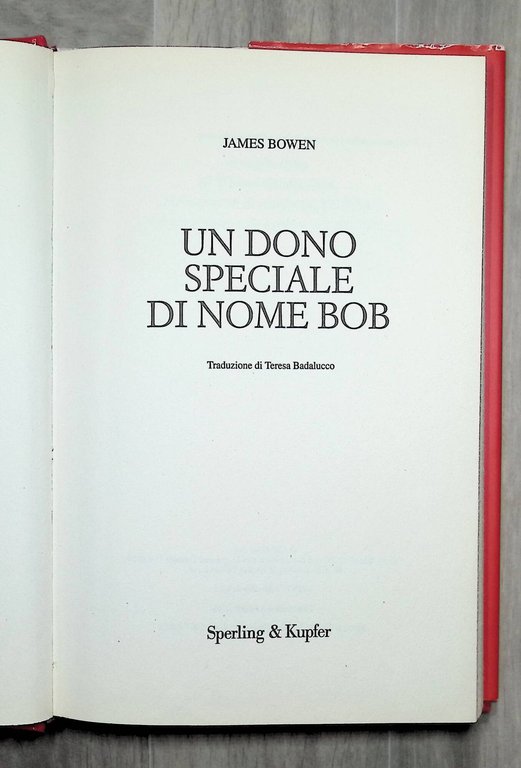 JAMES BOWEN
UN DONO
SPECIALE
DI NOME BOB
Traduzione di Teresa Badalucco
Sperling & Kupfer